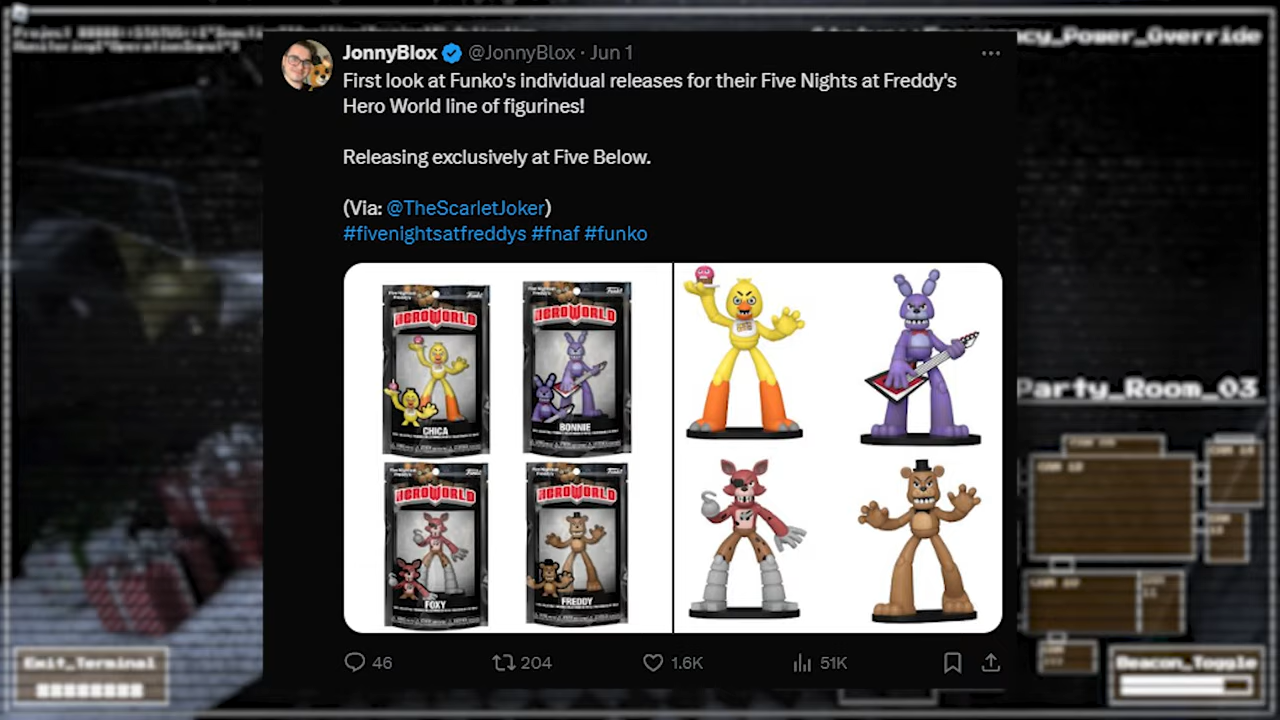 JonnyBlox @JonnyBlox · Jun 1
First look at Funko's individual releases for their Five Nights at Freddy's
Hero World line of figurines!
Releasing exclusively at Five Below.
(Via: @TheScarletJoker)
#fivenightsatfreddys #fnaf #funko
HEROWORLD
CHICA
HEROWORLD
BONNIE
HEROWORLD
FOXY
HEROWORLD
FREDDY
46 204 1.6K 51K
cy_Power_Override
Party_Room_03
Exit_Terminal
Beacon_Toggle